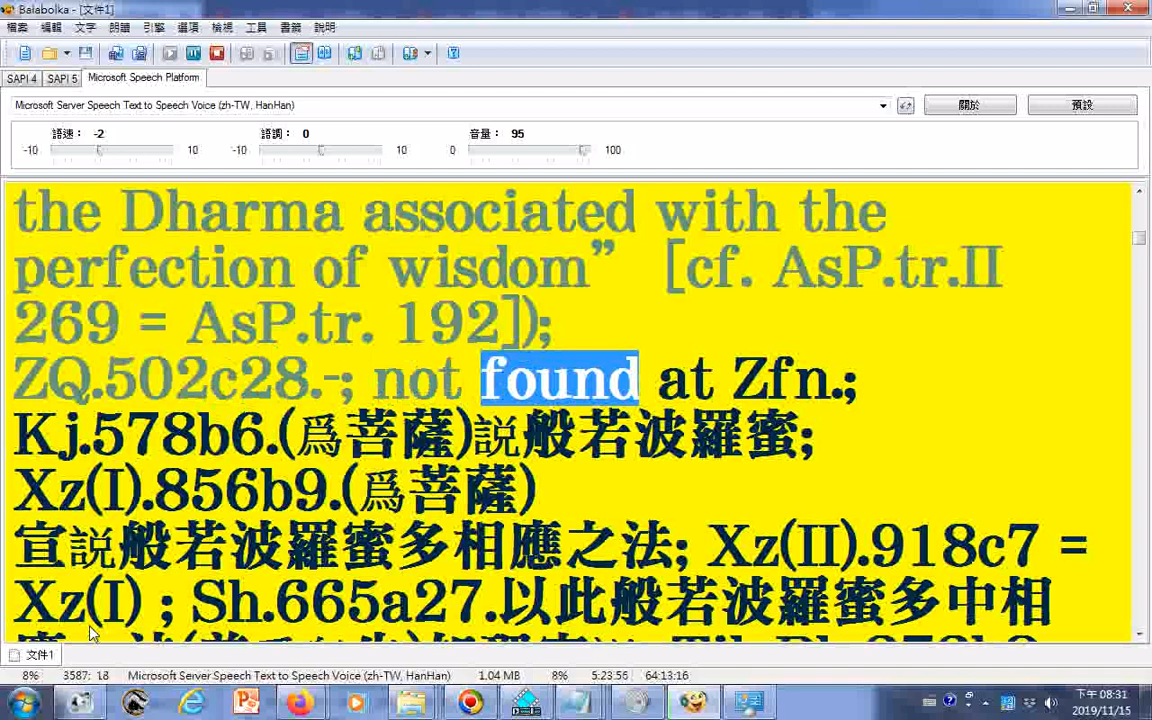 Balabolka - [文件1]
檔案 編輯 文字 朗讀 引擎 選項 檢視 工具 書籤 說明
SAPI 4 SAPI 5 Microsoft Speech Platform
Microsoft Server Speech Text to Speech Voice (zh-TW, HanHan) 關於 預設
語速： -2 語調： 0 音量： 95
-10 10 -10 10 0 100
the Dharma associated with the
perfection of wisdom” [cf. AsP.tr.II
269 = AsP.tr. 192]);
ZQ.502c28.-; not found at Zfn.;
Kj.578b6.(爲菩薩)説般若波羅蜜;
Xz(I).856b9.(爲菩薩)
宣説般若波羅蜜多相應之法; Xz(II).918c7 =
Xz(I) ; Sh.665a27.以此般若波羅蜜多中相
文件1
8% 3587: 18 Microsoft Server Speech Text to Speech Voice (zh-TW, HanHan) 1.04 MB 8% 5:23:56 64:13:16
下午 08:31
2019/11/15